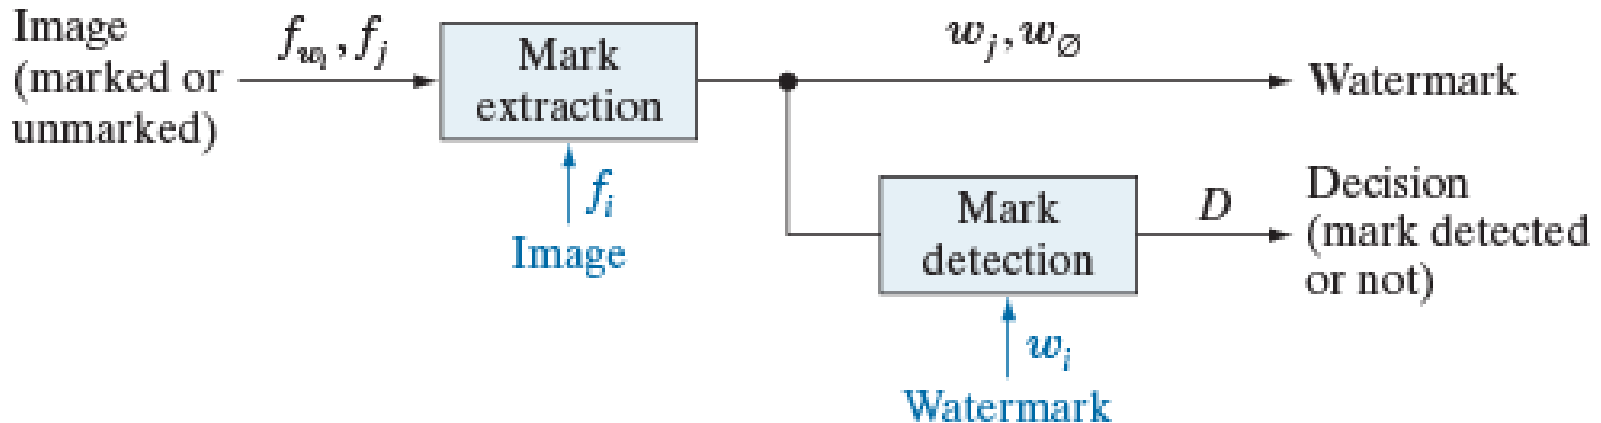 Image
(marked or
unmarked)
f_{w_i}, f_j
Mark
extraction
f_i
Image
w_j, w_∅
Watermark
Mark
detection
w_i
Watermark
D
Decision
(mark detected
or not)